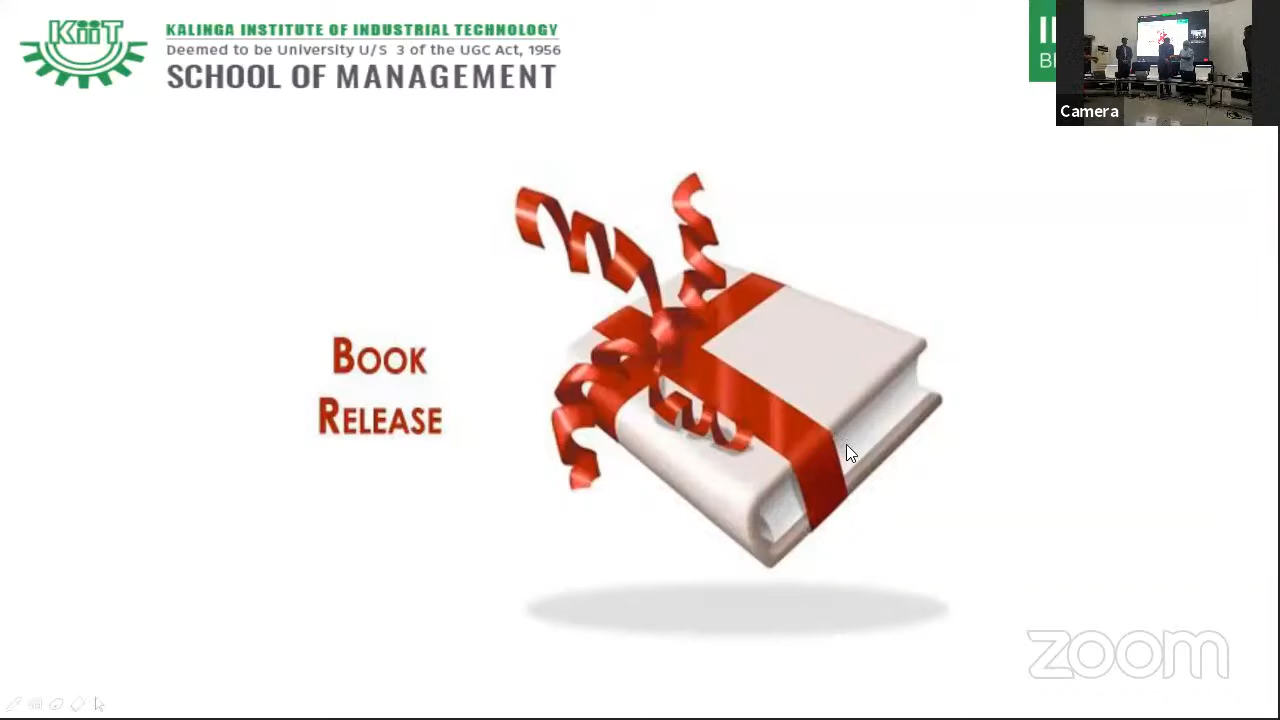 KiiT
KALINGA INSTITUTE OF INDUSTRIAL TECHNOLOGY
Deemed to be University U/S 3 of the UGC Act, 1956
SCHOOL OF MANAGEMENT
Camera
BOOK
RELEASE
zoom